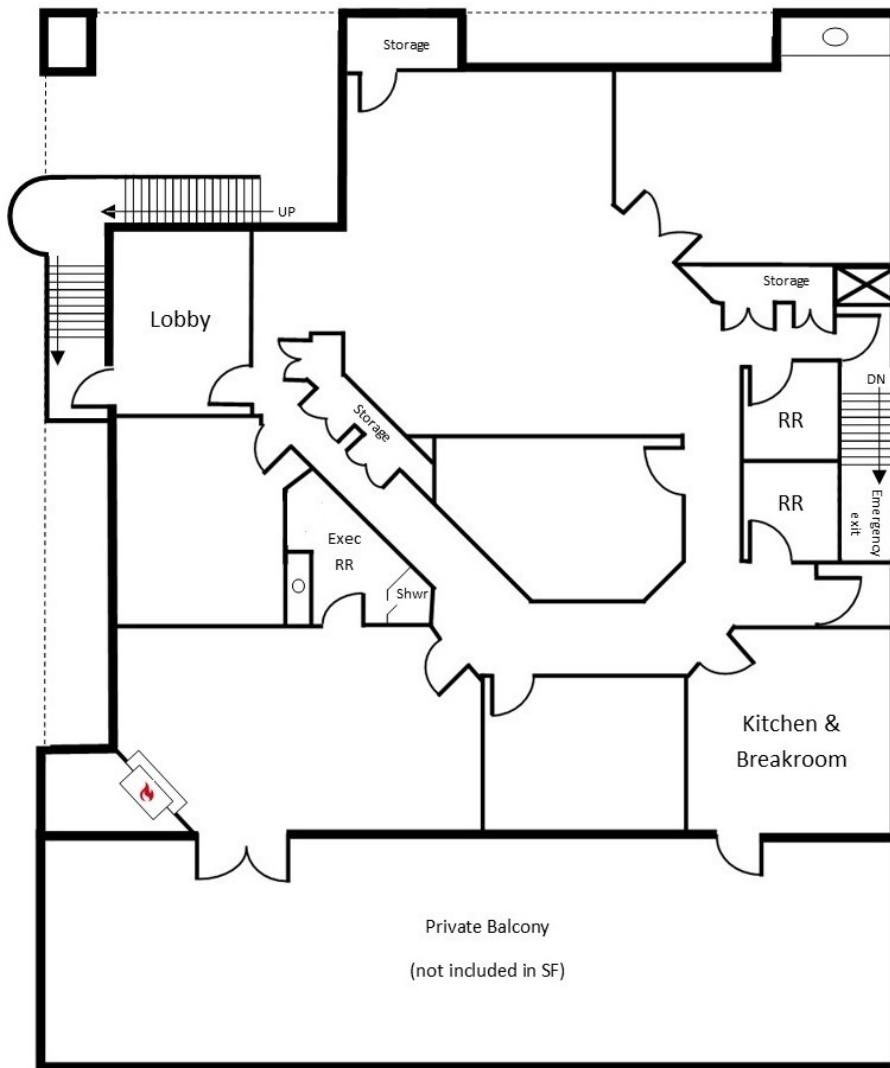 Storage
UP
Storage
Lobby
DN
Storage
RR
RR
Emergency
exit
Exec
RR
Shwr
Kitchen &
Breakroom
Private Balcony
(not included in SF)